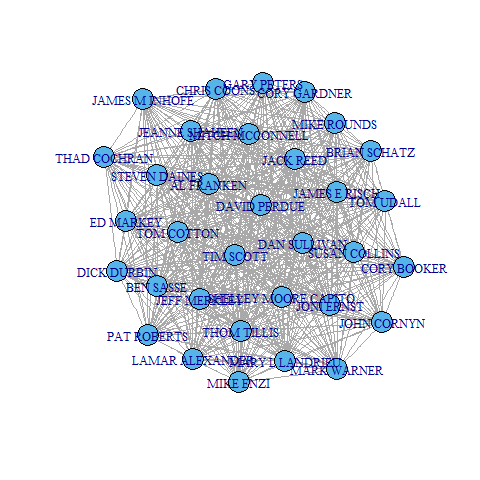 GARY PETERS
CHRIS COONS
CORY GARDNER
JAMES M INHOFE
MIKE ROUNDS
JEANNE SHAHEEN
MITCH MCCONNELL
BRIAN SCHATZ
THAD COCHRAN
JACK REED
STEVEN DAINES
AL FRANKEN
JAMES E RISCH
TOM UDALL
DAVID PERDUE
ED MARKEY
TOM COTTON
DAN SULLIVAN
SUSAN COLLINS
TIM SCOTT
CORY BOOKER
DICK DURBIN
BEN SASSE
JEFF MERKLEY
SHELLEY MOORE CAPITO
JONI ERNST
JOHN CORNYN
PAT ROBERTS
THOM TILLIS
LAMAR ALEXANDER
MARY L LANDRIEU
MARK WARNER
MIKE ENZI